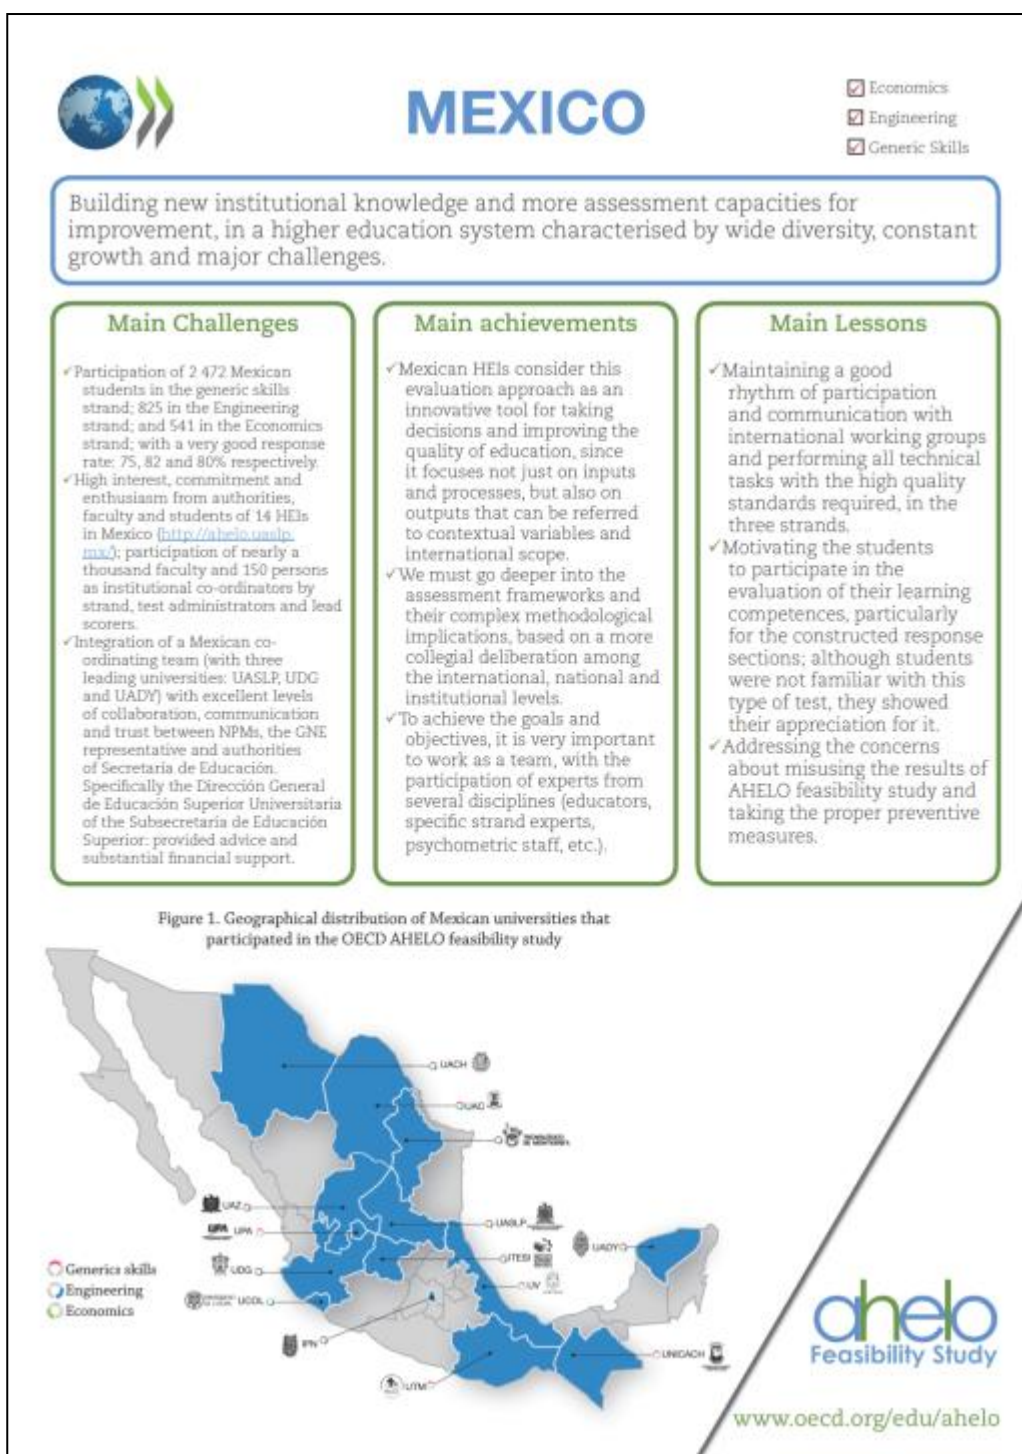 MEXICO
Economics
Engineering
Generic Skills
Building new institutional knowledge and more assessment capacities for
improvement, in a higher education system characterised by wide diversity, constant
growth and major challenges.
Main Challenges
✓Participation of 2 472 Mexican
students in the generic skills
strand; 825 in the Engineering
strand; and 541 in the Economics
strand; with a very good response
rate: 75, 82 and 80% respectively.
✓High interest, commitment and
enthusiasm from authorities,
faculty and students of 14 HEIs
in Mexico (http://ahelo.uaslp.
mx/); participation of nearly a
thousand faculty and 150 persons
as institutional co-ordinators by
strand, test administrators and lead
scorers.
✓Integration of a Mexican co-
ordinating team (with three
leading universities: UASLP, UDG
and UADY) with excellent levels
of collaboration, communication
and trust between NPMs, the GNE
representative and authorities
of Secretaría de Educación.
Specifically the Dirección General
de Educación Superior Universitaria
of the Subsecretaría de Educación
Superior: provided advice and
substantial financial support.
Main achievements
✓Mexican HEIs consider this
evaluation approach as an
innovative tool for taking
decisions and improving the
quality of education, since
it focuses not just on inputs
and processes, but also on
outputs that can be referred
to contextual variables and
international scope.
✓We must go deeper into the
assessment frameworks and
their complex methodological
implications, based on a more
collegial deliberation among
the international, national and
institutional levels.
✓To achieve the goals and
objectives, it is very important
to work as a team, with the
participation of experts from
several disciplines (educators,
specific strand experts,
psychometric staff, etc.).
Main Lessons
✓Maintaining a good
rhythm of participation
and communication with
international working groups
and performing all technical
tasks with the high quality
standards required, in the
three strands.
✓Motivating the students
to participate in the
evaluation of their learning
competences, particularly
for the constructed response
sections; although students
were not familiar with this
type of test, they showed
their appreciation for it.
✓Addressing the concerns
about misusing the results of
AHELO feasibility study and
taking the proper preventive
measures.
Figure 1. Geographical distribution of Mexican universities that
participated in the OECD AHELO feasibility study
UACH
UAC
TECNOLÓGICO
DE MONTERREY
UAZ
UPA UPA
UASLP
UADY
UDG
ITESI
UCOL
UV
IPN
UNICACH
UTM
Generics skills
Engineering
Economics
ahelo
Feasibility Study
www.oecd.org/edu/ahelo